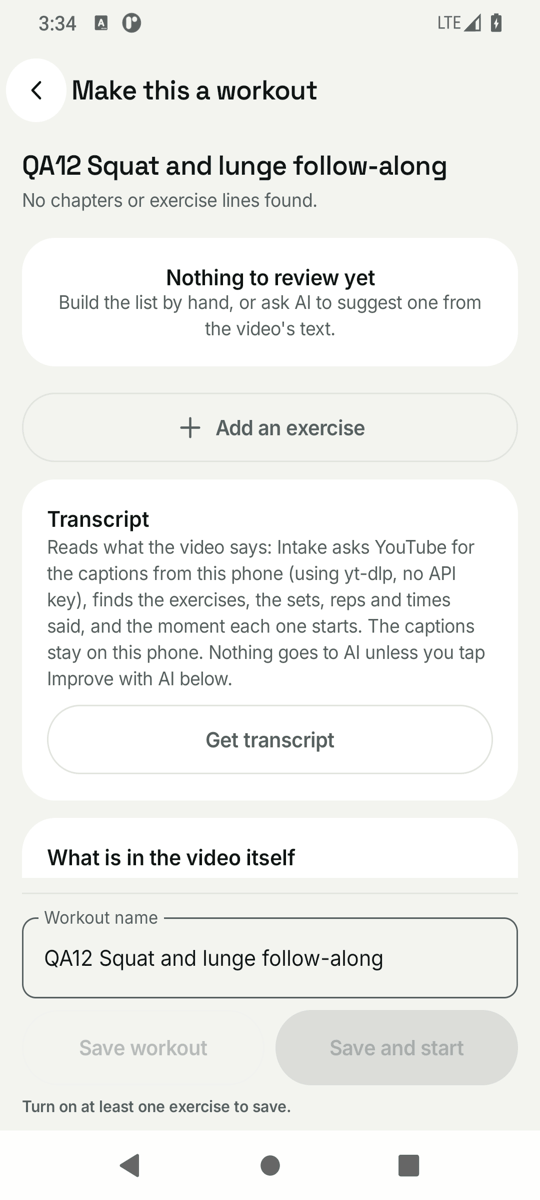 3:34
LTE
Make this a workout
QA12 Squat and lunge follow-along
No chapters or exercise lines found.
Nothing to review yet
Build the list by hand, or ask AI to suggest one from
the video's text.
Add an exercise
Transcript
Reads what the video says: Intake asks YouTube for
the captions from this phone (using yt-dlp, no API
key), finds the exercises, the sets, reps and times
said, and the moment each one starts. The captions
stay on this phone. Nothing goes to AI unless you tap
Improve with AI below.
Get transcript
What is in the video itself
Workout name
QA12 Squat and lunge follow-along
Save workout
Save and start
Turn on at least one exercise to save.